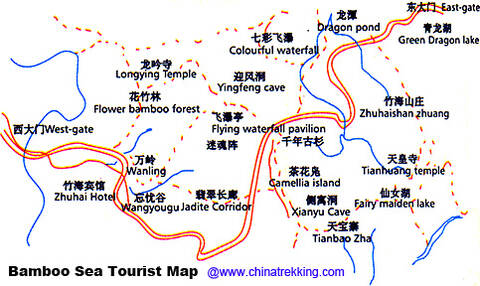 东大门 East-gate
龙潭
Dragon pond
青龙湖
Green Dragon lake
七彩飞瀑
Colourful waterfall
龙吟寺
Longying Temple
迎风洞
Yingfeng cave
花竹林
Flower bamboo forest
竹海山庄
Zhuhaishan zhuang
飞瀑亭
Flying waterfall pavilion
西大门West-gate
迷魂阵
千年古杉
万岭
Wanling
天皇寺
Tianhuang temple
茶花岛
Camellia island
竹海宾馆
Zhuhai Hotel
忘忧谷
Wangyougu
翡翠长廊
Jadite Corridor
仙女湖
Fairy maiden lake
侧寓洞
Xianyu Cave
天宝寨
Tianbao Zha
Bamboo Sea Tourist Map @www.chinatrekking.com